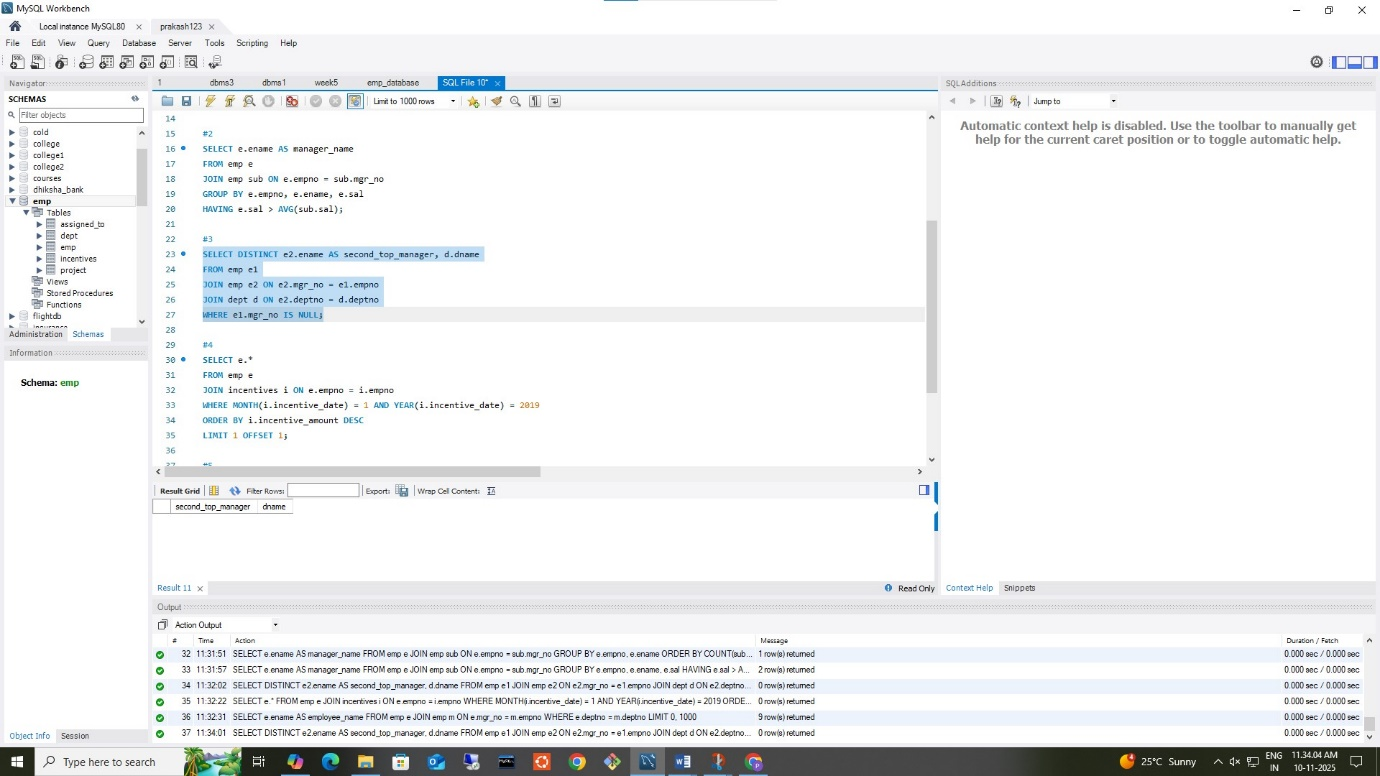 MySQL Workbench
Local instance MySQL80 × prakash123 ×
File Edit View Query Database Server Tools Scripting Help
Navigator
SCHEMAS
Filter objects
cold
college
college1
college2
courses
dhiksha_bank
emp
Tables
assigned_to
dept
emp
incentives
project
Views
Stored Procedures
Functions
flightdb
Administration Schemas
Information
Schema: emp
Object Info Session
1 dbms3 dbms1 week5 emp_database SQL File 10* ×
Limit to 1000 rows
14
15 #2
16 SELECT e.ename AS manager_name
17 FROM emp e
18 JOIN emp sub ON e.empno = sub.mgr_no
19 GROUP BY e.empno, e.ename, e.sal
20 HAVING e.sal > AVG(sub.sal);
21
22 #3
23 SELECT DISTINCT e2.ename AS second_top_manager, d.dname
24 FROM emp e1
25 JOIN emp e2 ON e2.mgr_no = e1.empno
26 JOIN dept d ON e2.deptno = d.deptno
27 WHERE e1.mgr_no IS NULL;
28
29 #4
30 SELECT e.*
31 FROM emp e
32 JOIN incentives i ON e.empno = i.empno
33 WHERE MONTH(i.incentive_date) = 1 AND YEAR(i.incentive_date) = 2019
34 ORDER BY i.incentive_amount DESC
35 LIMIT 1 OFFSET 1;
36
Result Grid Filter Rows: Export: Wrap Cell Content:
second_top_manager dname
Result 11 × Read Only
SQLAdditions
Jump to
Automatic context help is disabled. Use the toolbar to manually get
help for the current caret position or to toggle automatic help.
Context Help Snippets
Output
Action Output
# Time Action Message Duration / Fetch
32 11:31:51 SELECT e.ename AS manager_name FROM emp e JOIN emp sub ON e.empno = sub.mgr_no GROUP BY e.empno, e.ename ORDER BY COUNT(sub... 1 row(s) returned 0.000 sec / 0.000 sec
33 11:31:57 SELECT e.ename AS manager_name FROM emp e JOIN emp sub ON e.empno = sub.mgr_no GROUP BY e.empno, e.ename, e.sal HAVING e.sal > A... 2 row(s) returned 0.000 sec / 0.000 sec
34 11:32:02 SELECT DISTINCT e2.ename AS second_top_manager, d.dname FROM emp e1 JOIN emp e2 ON e2.mgr_no = e1.empno JOIN dept d ON e2.deptno... 0 row(s) returned 0.000 sec / 0.000 sec
35 11:32:22 SELECT e.* FROM emp e JOIN incentives i ON e.empno = i.empno WHERE MONTH(i.incentive_date) = 1 AND YEAR(i.incentive_date) = 2019 ORDE... 0 row(s) returned 0.000 sec / 0.000 sec
36 11:32:31 SELECT e.ename AS employee_name FROM emp e JOIN emp m ON e.mgr_no = m.empno WHERE e.deptno = m.deptno LIMIT 0, 1000 9 row(s) returned 0.000 sec / 0.000 sec
37 11:34:01 SELECT DISTINCT e2.ename AS second_top_manager, d.dname FROM emp e1 JOIN emp e2 ON e2.mgr_no = e1.empno JOIN dept d ON e2.deptno... 0 row(s) returned 0.000 sec / 0.000 sec
Type here to search
25°C Sunny
ENG
IN
11.34.04 AM
10-11-2025